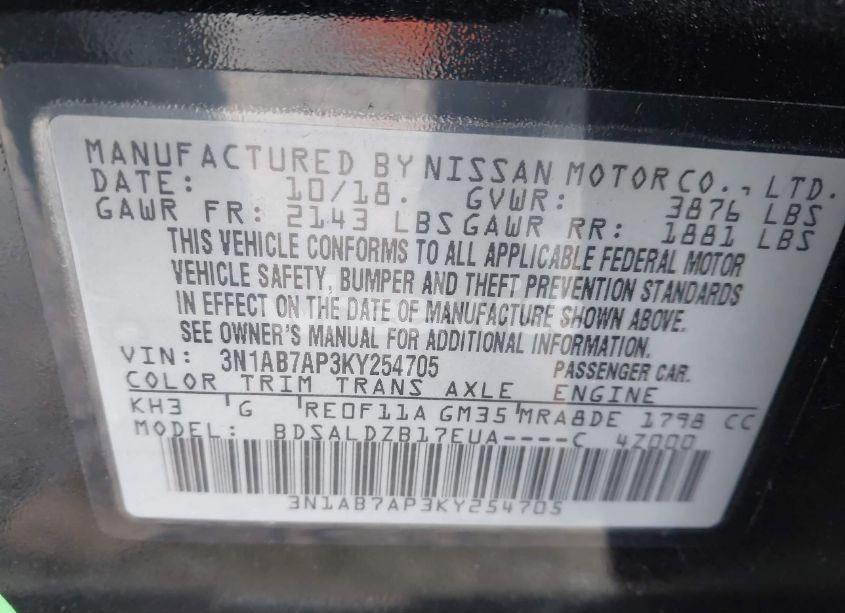 MANUFACTURED BY NISSAN MOTOR CO., LTD.
DATE: 10/18. GVWR: 3876 LBS
GAWR FR: 2143 LBS GAWR RR: 1881 LBS
THIS VEHICLE CONFORMS TO ALL APPLICABLE FEDERAL MOTOR
VEHICLE SAFETY, BUMPER AND THEFT PREVENTION STANDARDS
IN EFFECT ON THE DATE OF MANUFACTURE SHOWN ABOVE.
SEE OWNER'S MANUAL FOR ADDITIONAL INFORMATION.
VIN: 3N1AB7AP3KY254705 PASSENGER CAR.
COLOR TRIM TRANS AXLE ENGINE
KH3 G RE0F11A GM35 MRA8DE 1798 CC
MODEL: BDSALDZB17EUA----C 4Z000
3N1AB7AP3KY254705